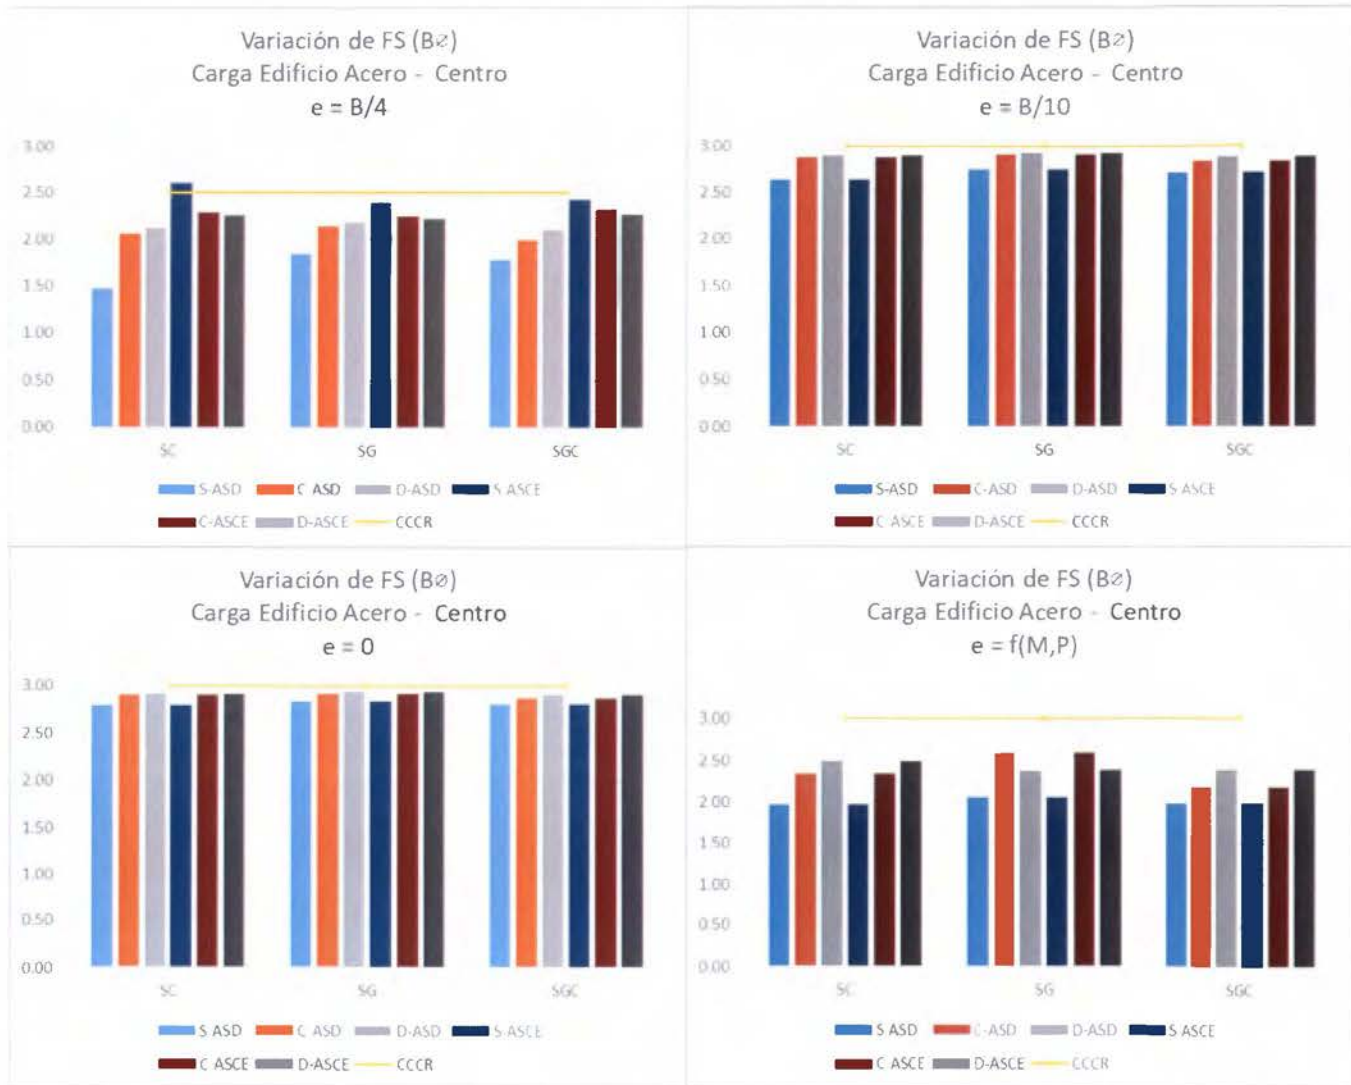 Variación de FS (B∅)
Carga Edificio Acero - Centro
e = B/4
3.00
2.50
2.00
1.50
1.00
0.50
0.00
SC SG SGC
S-ASD C-ASD D-ASD S-ASCE
C-ASCE D-ASCE CCCR
Variación de FS (B∅)
Carga Edificio Acero - Centro
e = B/10
3.00
2.50
2.00
1.50
1.00
0.50
0.00
SC SG SGC
S-ASD C-ASD D-ASD S-ASCE
C-ASCE D-ASCE CCCR
Variación de FS (B∅)
Carga Edificio Acero - Centro
e = 0
3.00
2.50
2.00
1.50
1.00
0.50
0.00
SC SG SGC
S-ASD C-ASD D-ASD S-ASCE
C-ASCE D-ASCE CCCR
Variación de FS (B∅)
Carga Edificio Acero - Centro
e = f(M,P)
3.00
2.50
2.00
1.50
1.00
0.50
0.00
SC SG SGC
S-ASD C-ASD D-ASD S-ASCE
C-ASCE D-ASCE CCCR